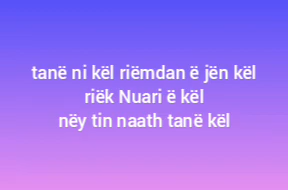 tanë ni kël riëmdan ë jën kël
riëk Nuari ë kël
nëy tin naath tanë kël